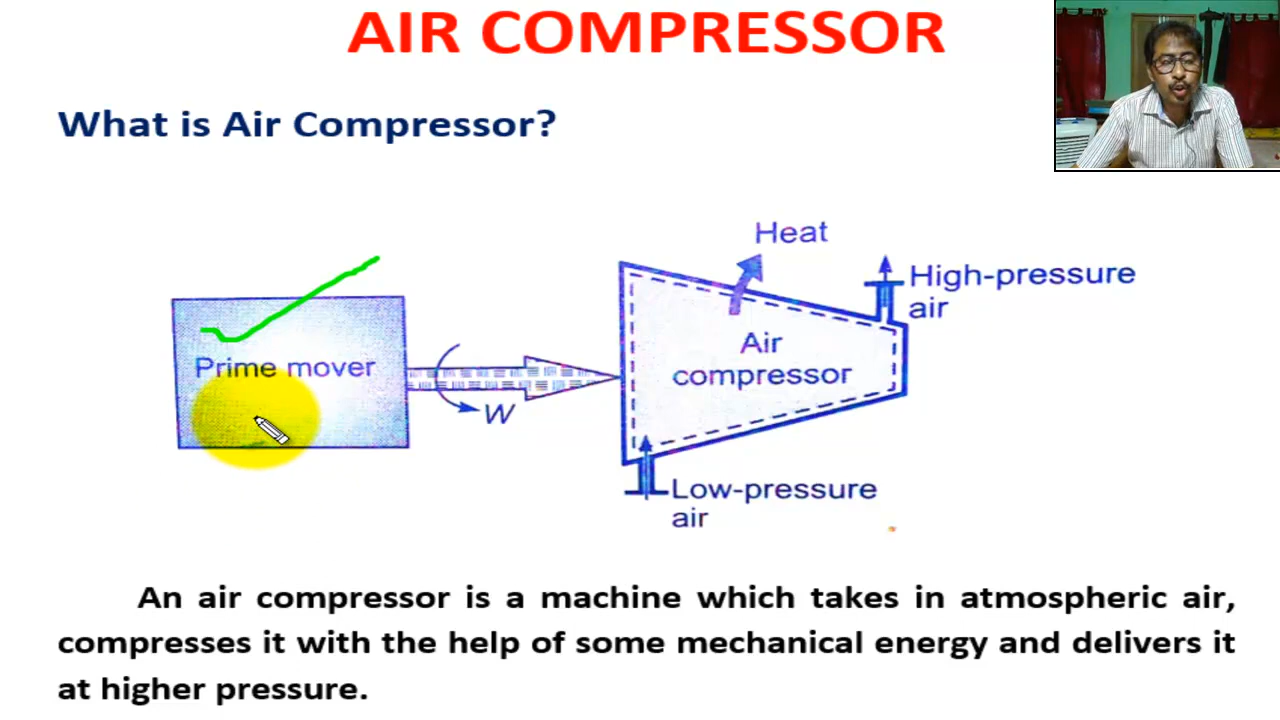 AIR COMPRESSOR
What is Air Compressor?
Heat
High-pressure
air
Prime mover
Air
compressor
W
Low-pressure
air
An air compressor is a machine which takes in atmospheric air,
compresses it with the help of some mechanical energy and delivers it
at higher pressure.